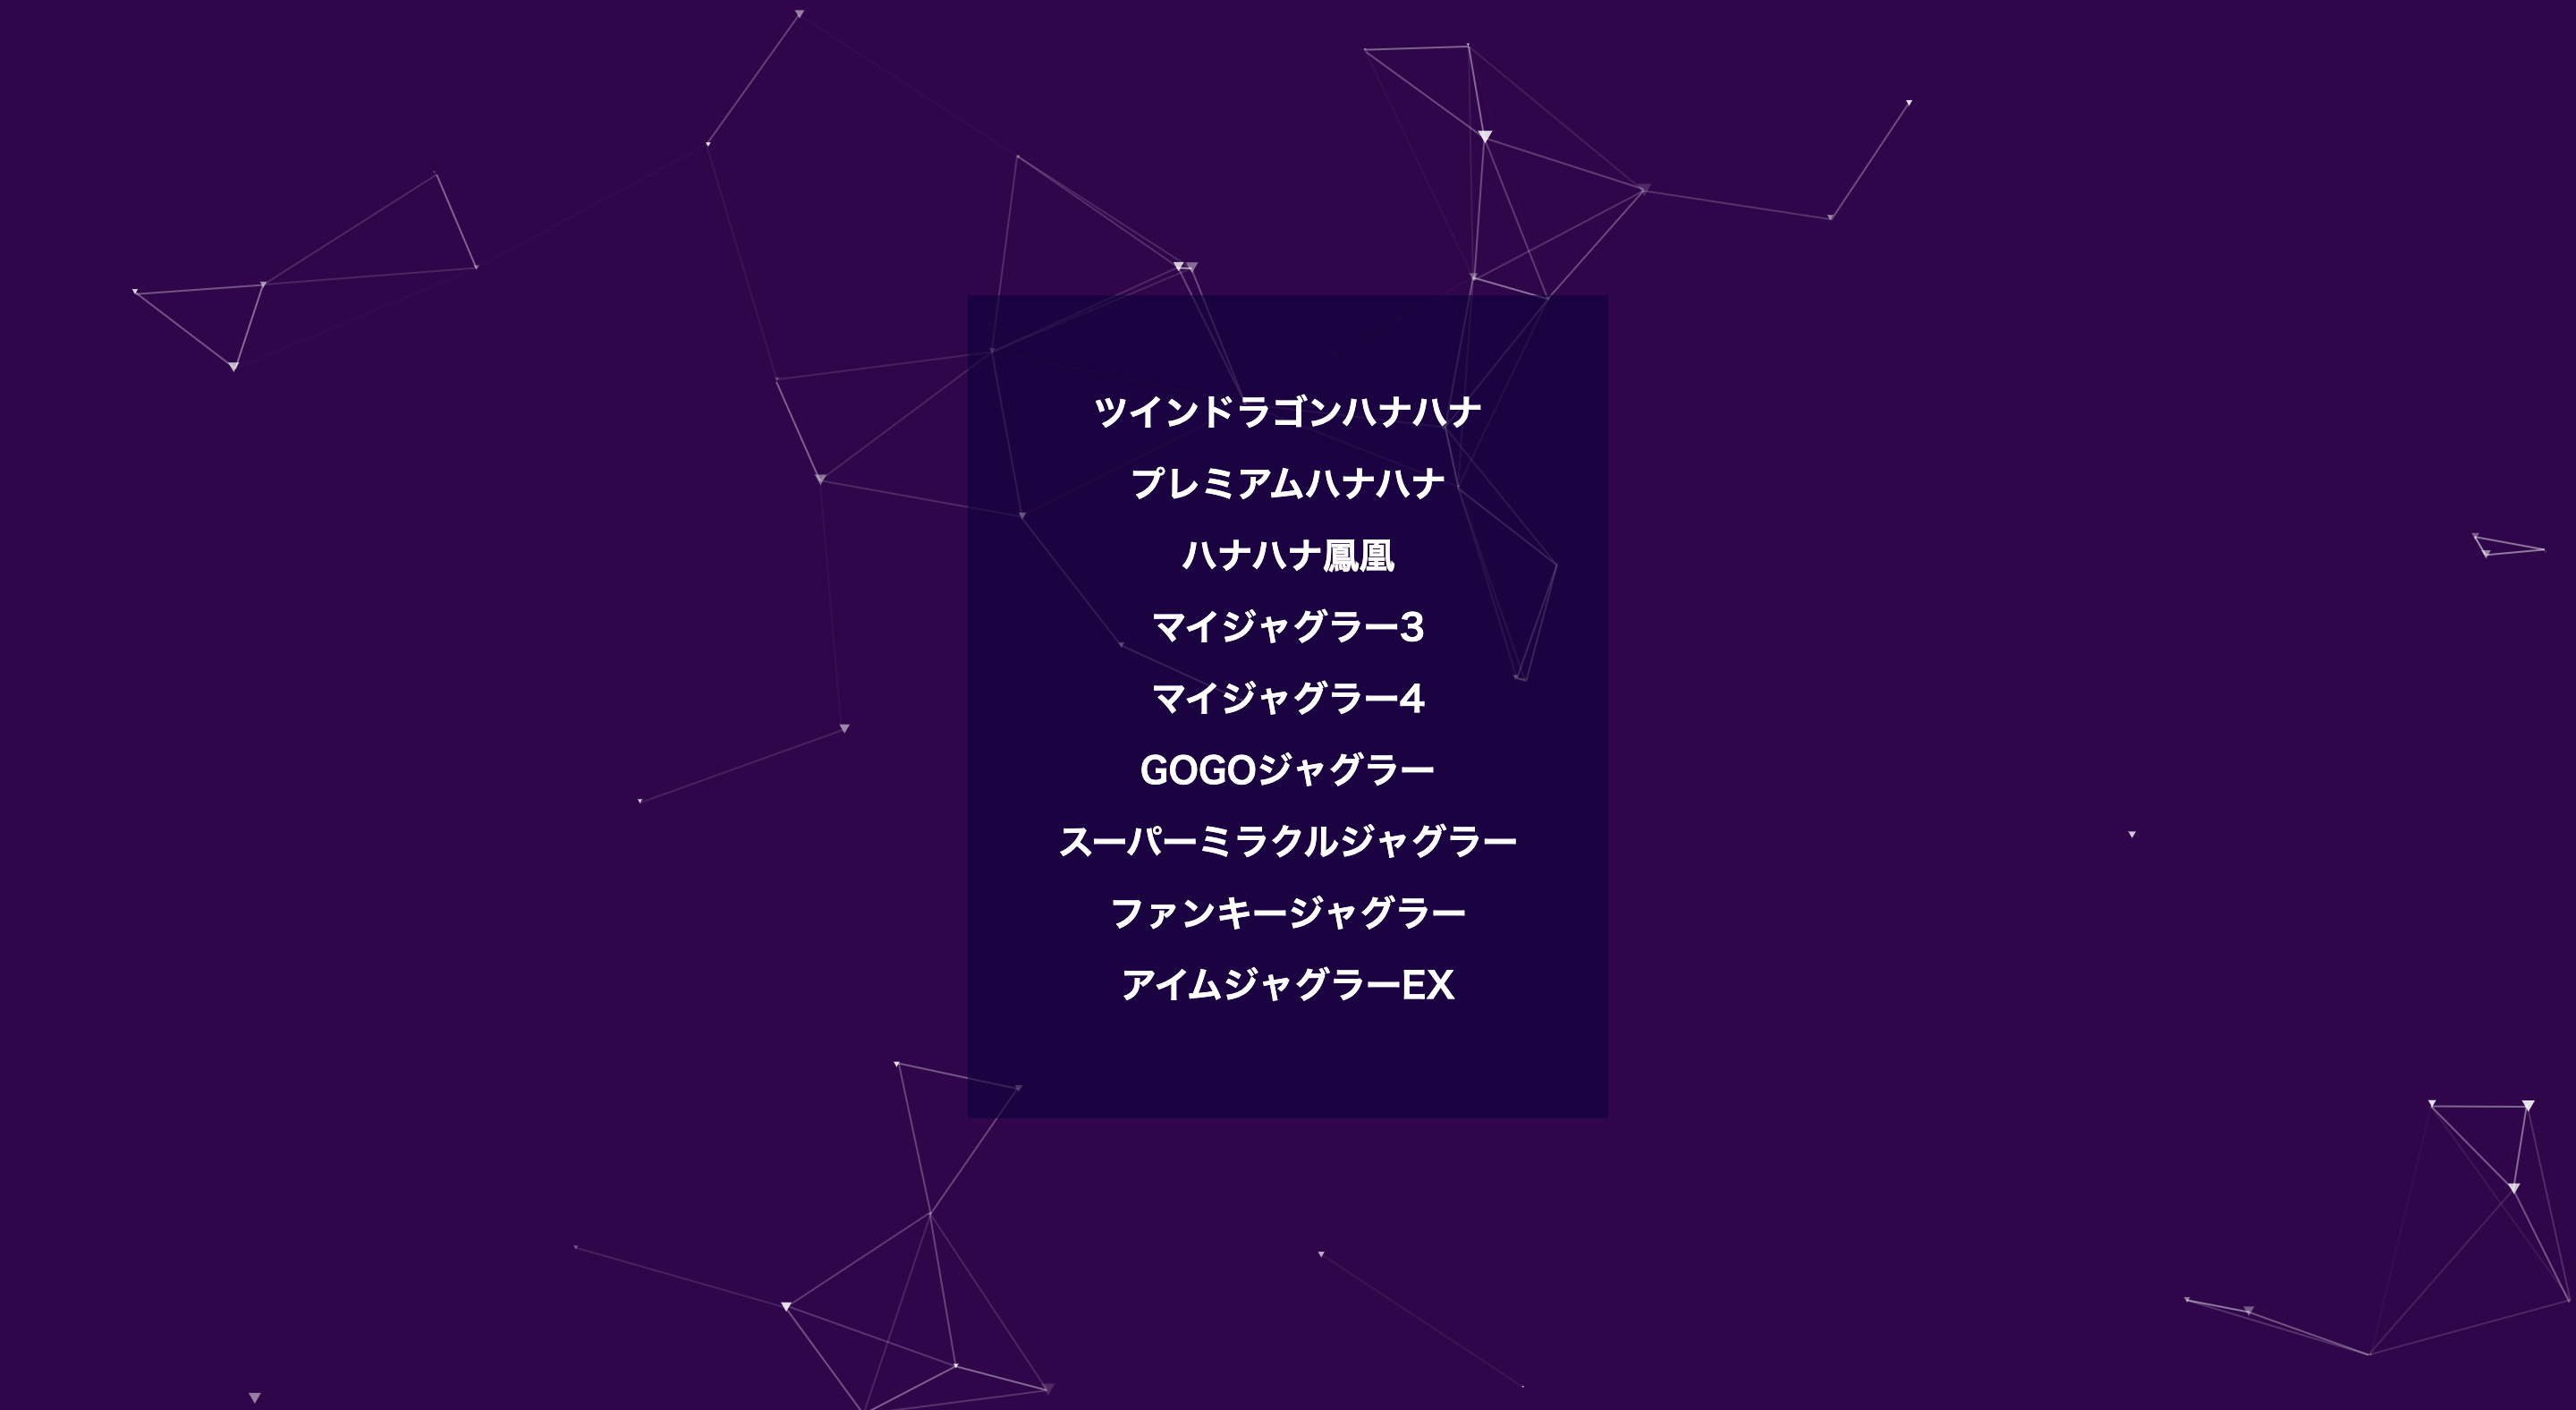 ツインドラゴンハナハナ
プレミアムハナハナ
ハナハナ鳳凰
マイジャグラー3
マイジャグラー4
GOGOジャグラー
スーパーミラクルジャグラー
ファンキージャグラー
アイムジャグラーEX